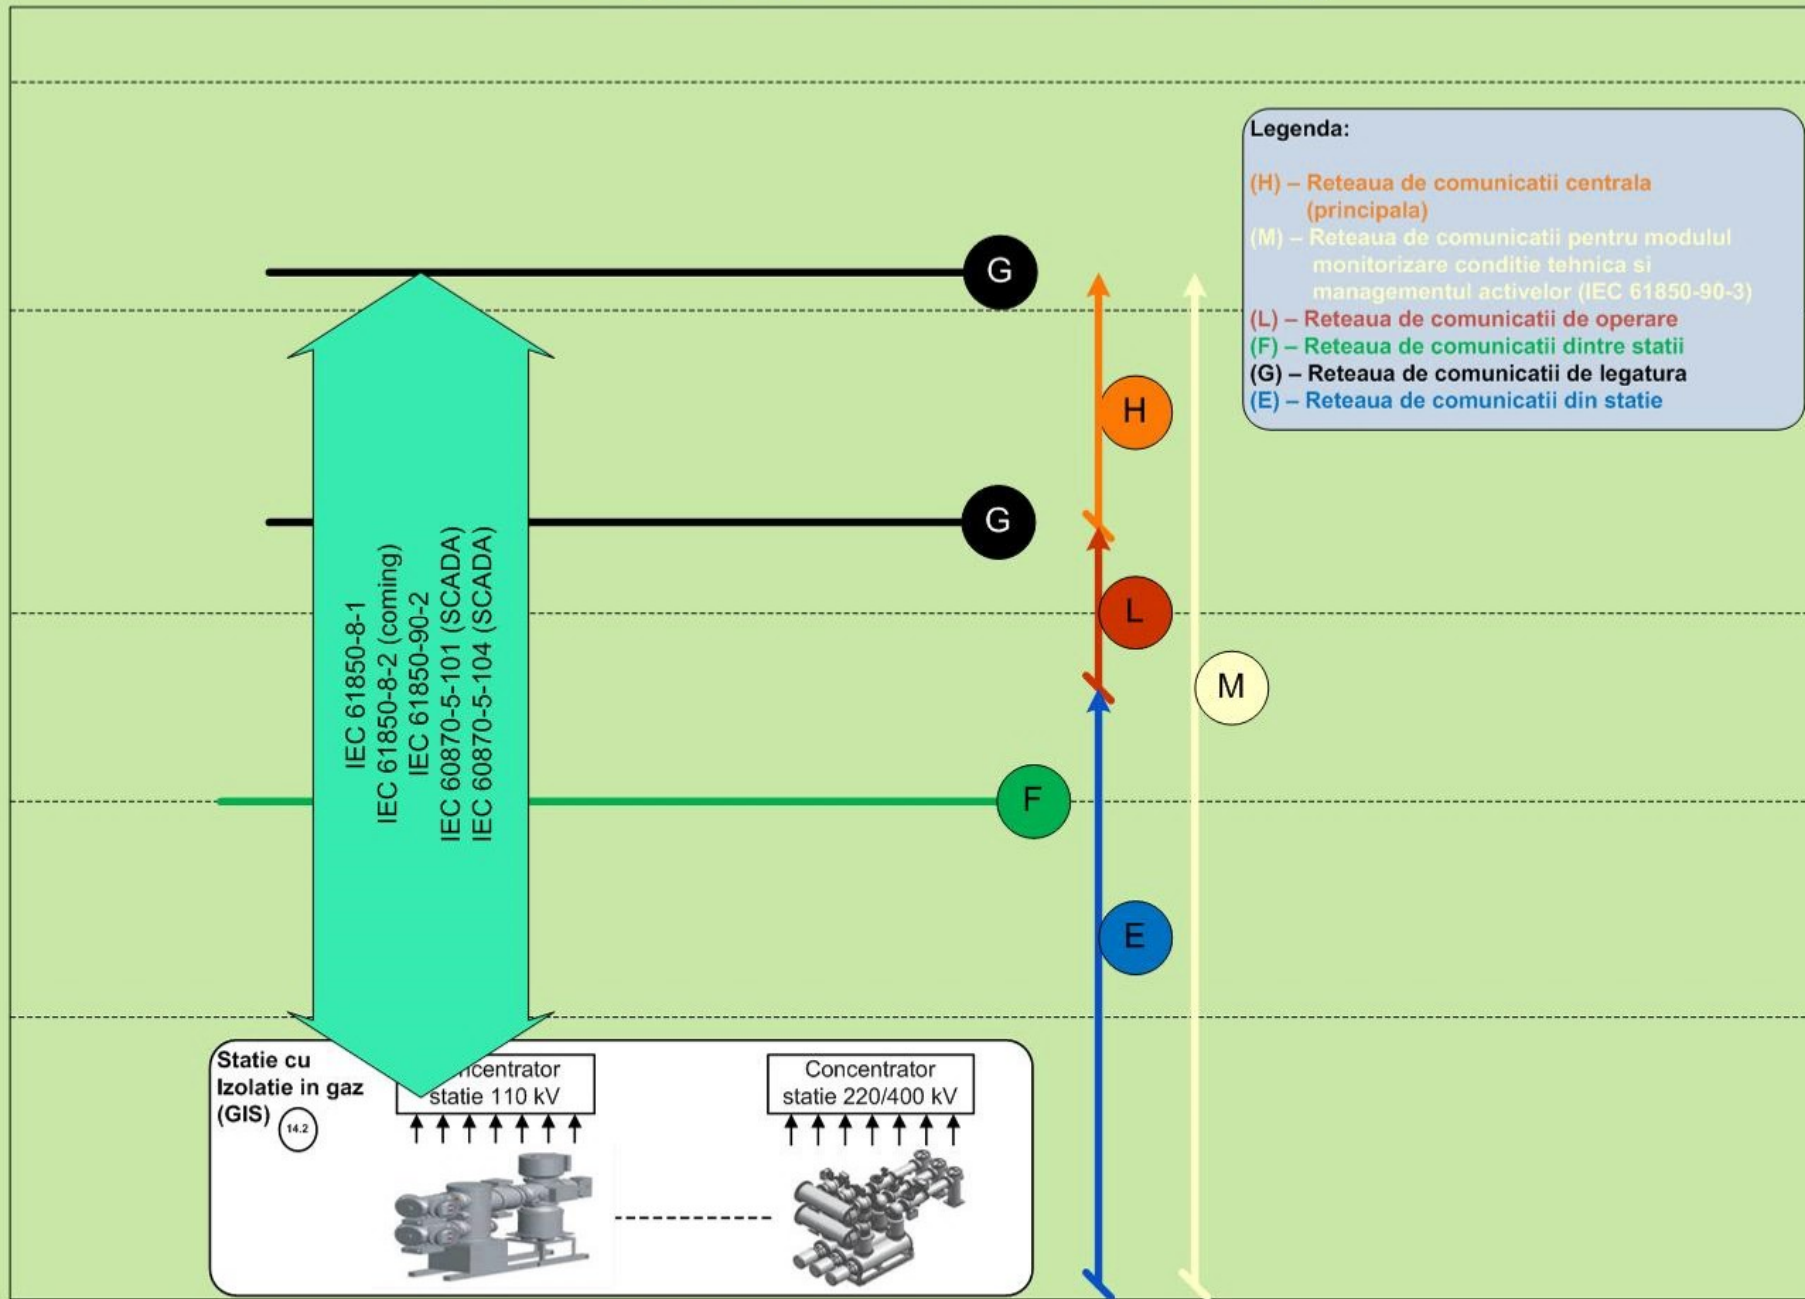 Legenda:
(H) – Reteaua de comunicatii centrala
(principala)
(M) – Reteaua de comunicatii pentru modulul
monitorizare conditie tehnica si
managementul activelor (IEC 61850-90-3)
(L) – Reteaua de comunicatii de operare
(F) – Reteaua de comunicatii dintre statii
(G) – Reteaua de comunicatii de legatura
(E) – Reteaua de comunicatii din statie
G
H
G
L
M
F
E
IEC 61850-8-1
IEC 61850-8-2 (coming)
IEC 61850-90-2
IEC 60870-5-101 (SCADA)
IEC 60870-5-104 (SCADA)
Statie cu
Izolatie in gaz
(GIS)
14.2
ncentrator
statie 110 kV
Concentrator
statie 220/400 kV